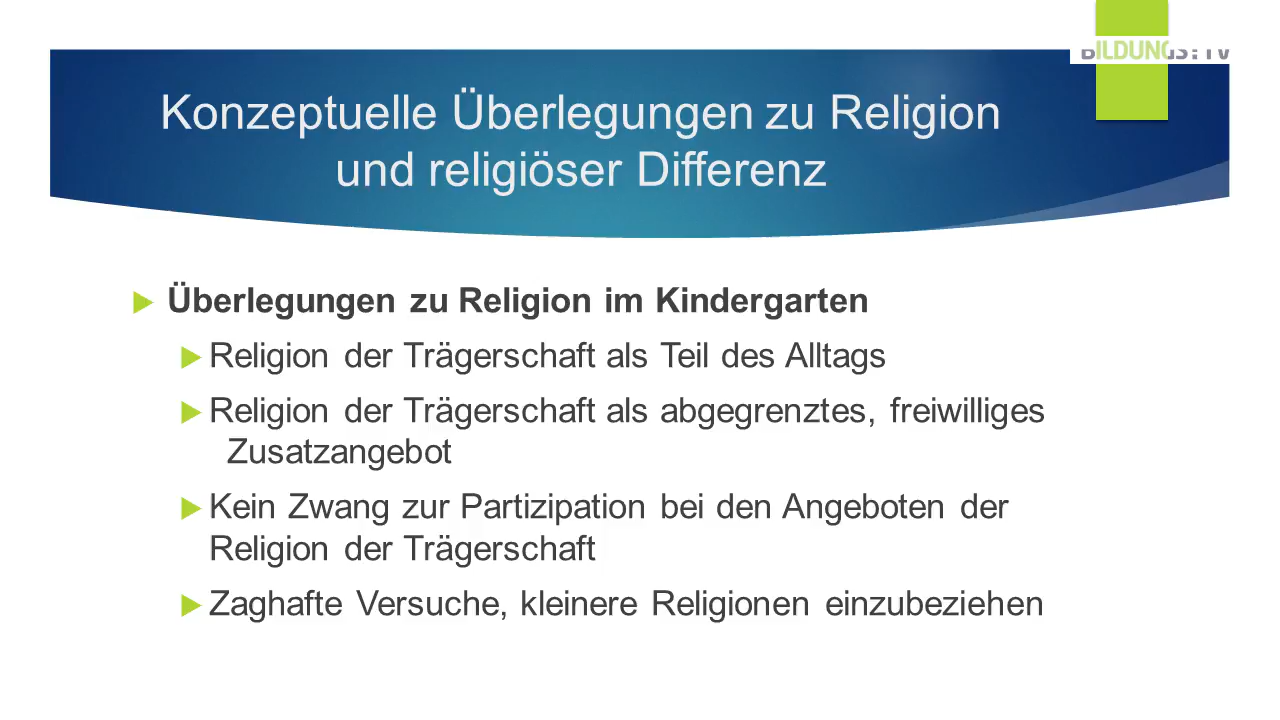 BILDUNGS:TV
Konzeptuelle Überlegungen zu Religion
und religiöser Differenz
Überlegungen zu Religion im Kindergarten
Religion der Trägerschaft als Teil des Alltags
Religion der Trägerschaft als abgegrenztes, freiwilliges
Zusatzangebot
Kein Zwang zur Partizipation bei den Angeboten der
Religion der Trägerschaft
Zaghafte Versuche, kleinere Religionen einzubeziehen